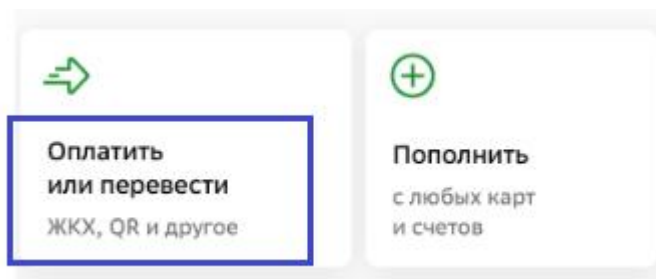 Оплатить
или перевести
ЖКХ, QR и другое
Пополнить
с любых карт
и счетов